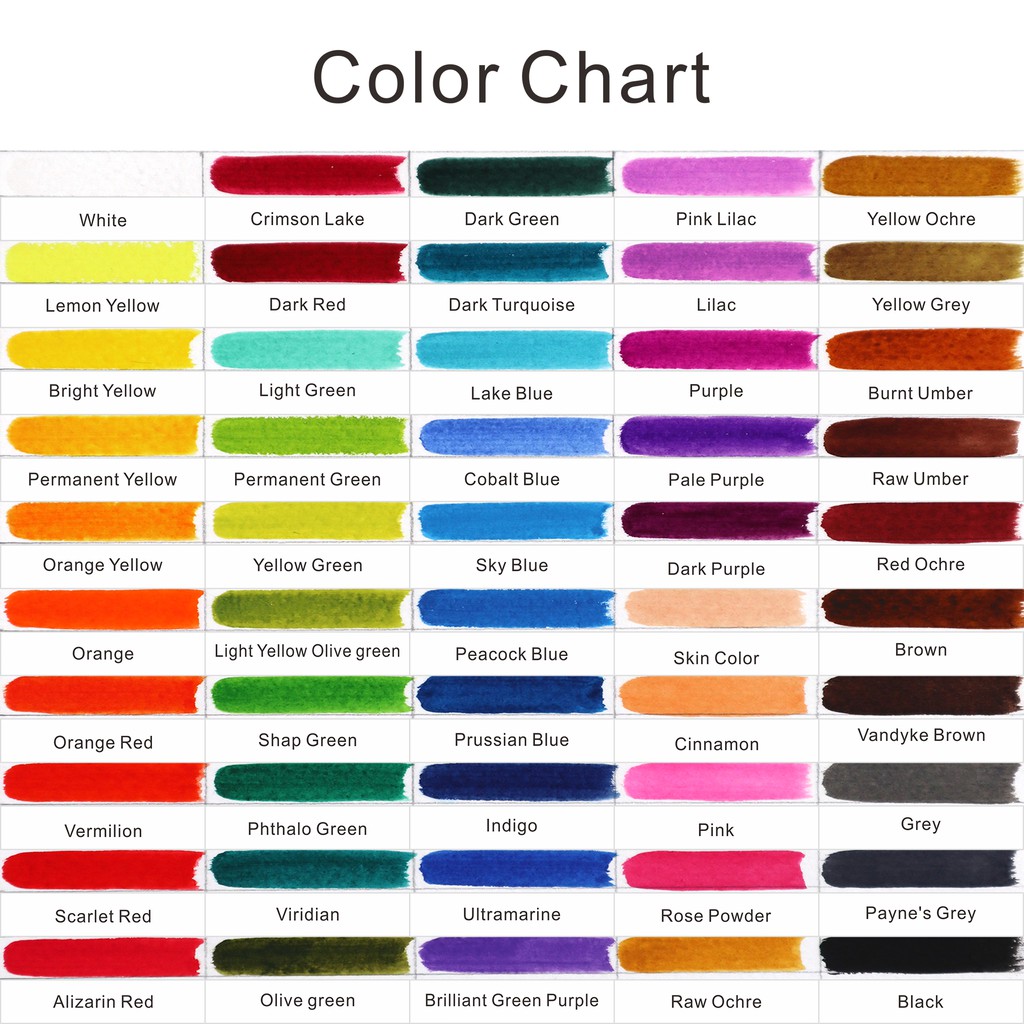 Color Chart
White
Crimson Lake
Dark Green
Pink Lilac
Yellow Ochre
Lemon Yellow
Dark Red
Dark Turquoise
Lilac
Yellow Grey
Bright Yellow
Light Green
Lake Blue
Purple
Burnt Umber
Permanent Yellow
Permanent Green
Cobalt Blue
Pale Purple
Raw Umber
Orange Yellow
Yellow Green
Sky Blue
Dark Purple
Red Ochre
Orange
Light Yellow Olive green
Peacock Blue
Skin Color
Brown
Orange Red
Shap Green
Prussian Blue
Cinnamon
Vandyke Brown
Vermilion
Phthalo Green
Indigo
Pink
Grey
Scarlet Red
Viridian
Ultramarine
Rose Powder
Payne's Grey
Alizarin Red
Olive green
Brilliant Green Purple
Raw Ochre
Black